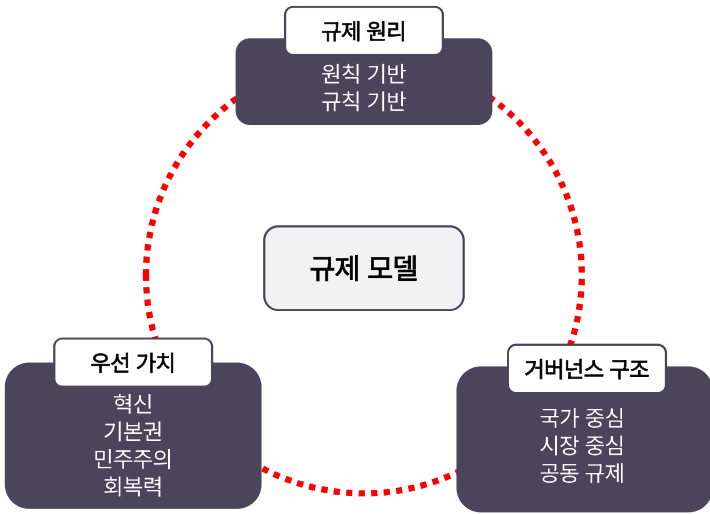 규제 원리
원칙 기반
규칙 기반
규제 모델
우선 가치
혁신
기본권
민주주의
회복력
거버넌스 구조
국가 중심
시장 중심
공동 규제